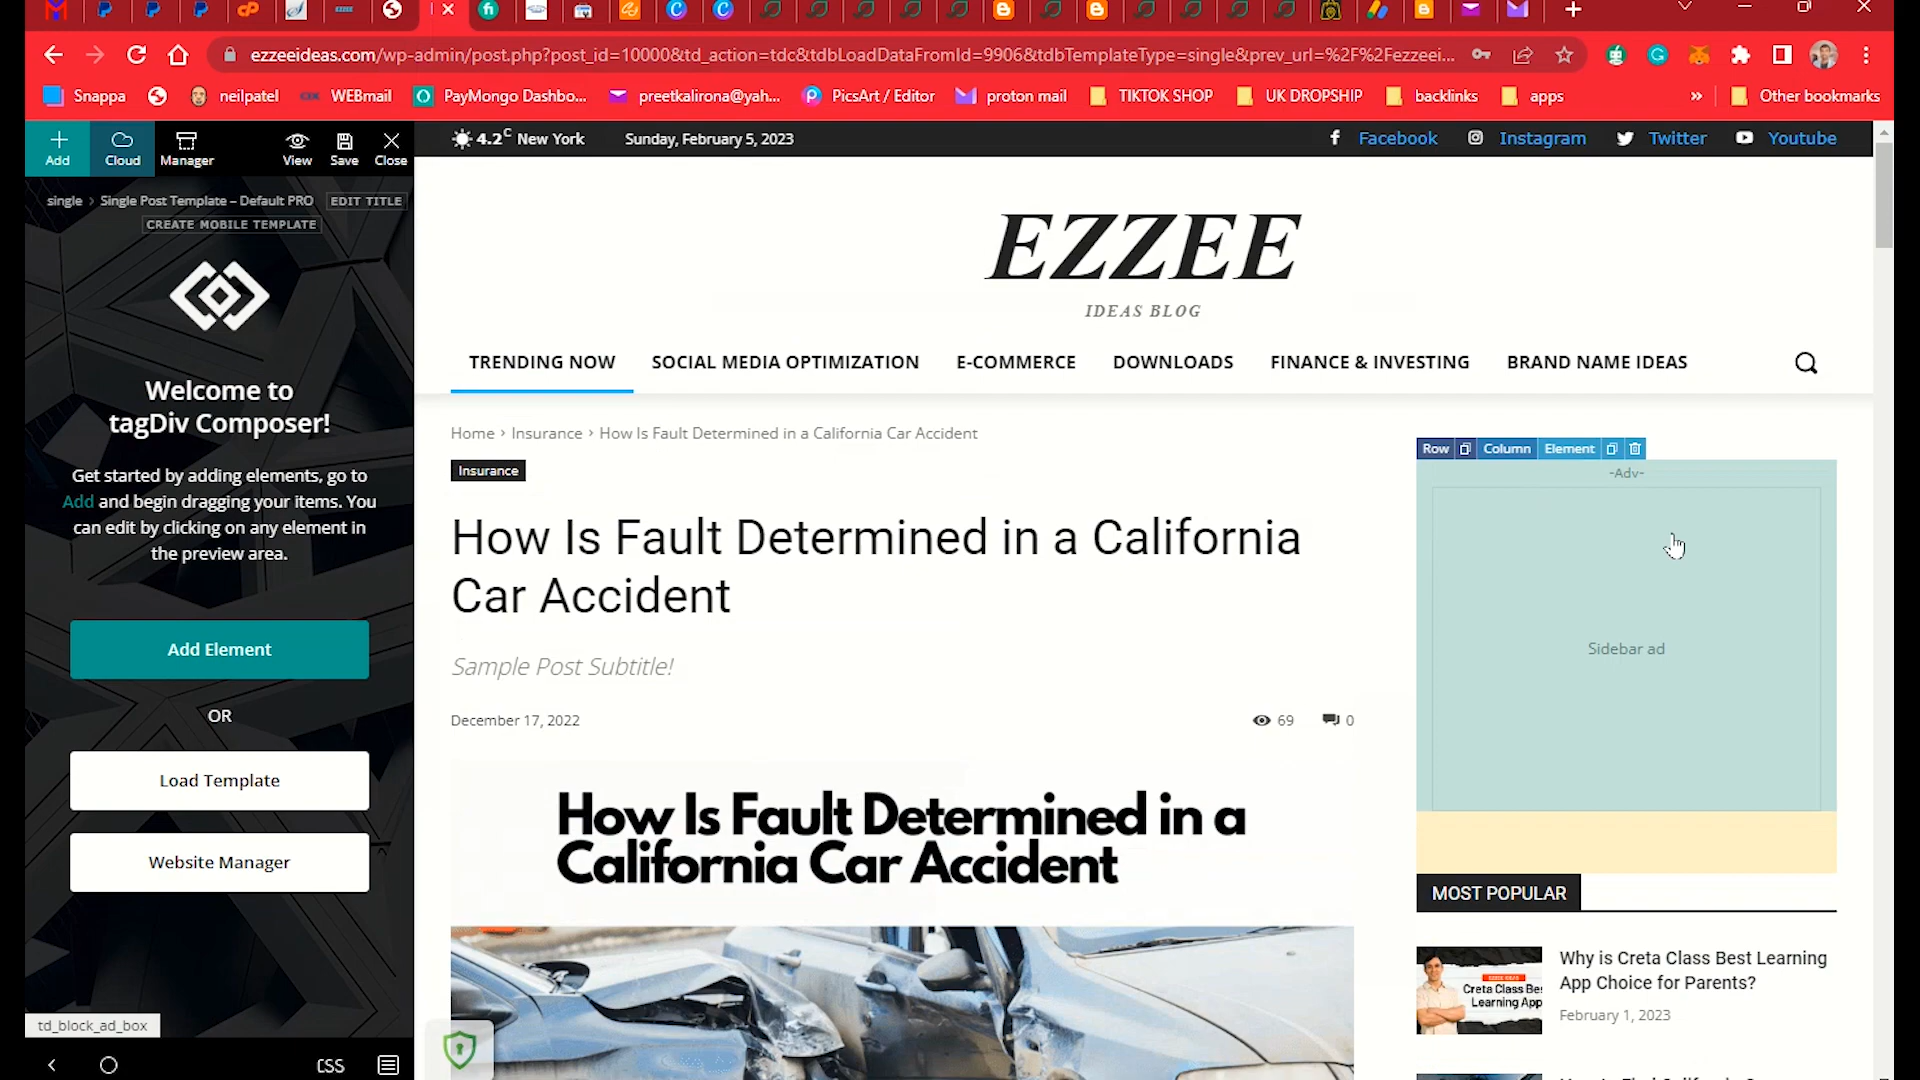 ezzeeideas.com/wp-admin/post.php?post_id=10000&td_action=tdc&tdbLoadDataFromId=9906&tdbTemplateType=single&prev_url=%2F%2Fezzeei...
Snappa
neilpatel
WEBmail
PayMongo Dashbo...
preetkalirona@yah...
PicsArt / Editor
proton mail
TIKTOK SHOP
UK DROPSHIP
backlinks
apps
»
Other bookmarks
Add
Cloud
Manager
View
Save
Close
4.2 C New York
Sunday, February 5, 2023
Facebook
Instagram
Twitter
Youtube
single > Single Post Template – Default PRO
EDIT TITLE
CREATE MOBILE TEMPLATE
Welcome to
tagDiv Composer!
Get started by adding elements, go to
Add and begin dragging your items. You
can edit by clicking on any element in
the preview area.
Add Element
OR
Load Template
Website Manager
td_block_ad_box
CSS
EZZEE
IDEAS BLOG
TRENDING NOW
SOCIAL MEDIA OPTIMIZATION
E-COMMERCE
DOWNLOADS
FINANCE & INVESTING
BRAND NAME IDEAS
Home › Insurance › How Is Fault Determined in a California Car Accident
Insurance
How Is Fault Determined in a California
Car Accident
Sample Post Subtitle!
December 17, 2022
69
0
How Is Fault Determined in a
California Car Accident
Row
Column
Element
-Adv-
Sidebar ad
MOST POPULAR
Creta Class Bes
Learning App
Why is Creta Class Best Learning
App Choice for Parents?
February 1, 2023